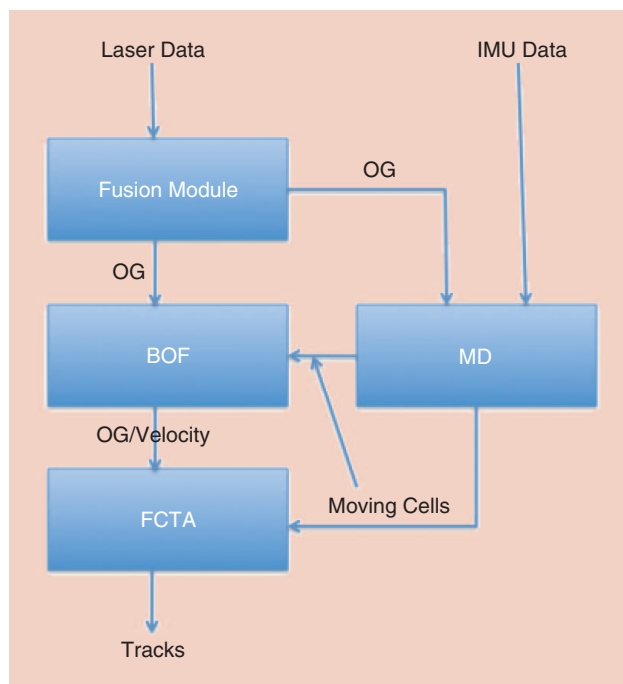 Laser Data
IMU Data
Fusion Module
OG
OG
BOF
MD
OG/Velocity
Moving Cells
FCTA
Tracks